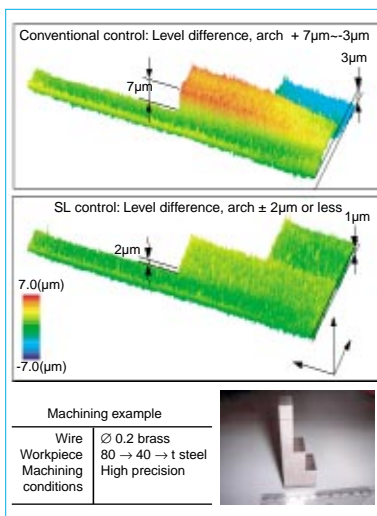 Conventional control: Level difference, arch + 7µm~-3µm
3µm
7µm
SL control: Level difference, arch ± 2µm or less
1µm
2µm
7.0(µm)
-7.0(µm)
Machining example
Wire ∅ 0.2 brass
Workpiece 80 → 40 → t steel
Machining High precision
conditions